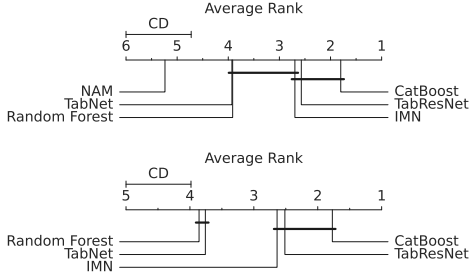 Average Rank
CD
6 5 4 3 2 1
NAM CatBoost
TabNet TabResNet
Random Forest IMN
Average Rank
CD
5 4 3 2 1
Random Forest CatBoost
TabNet TabResNet
IMN